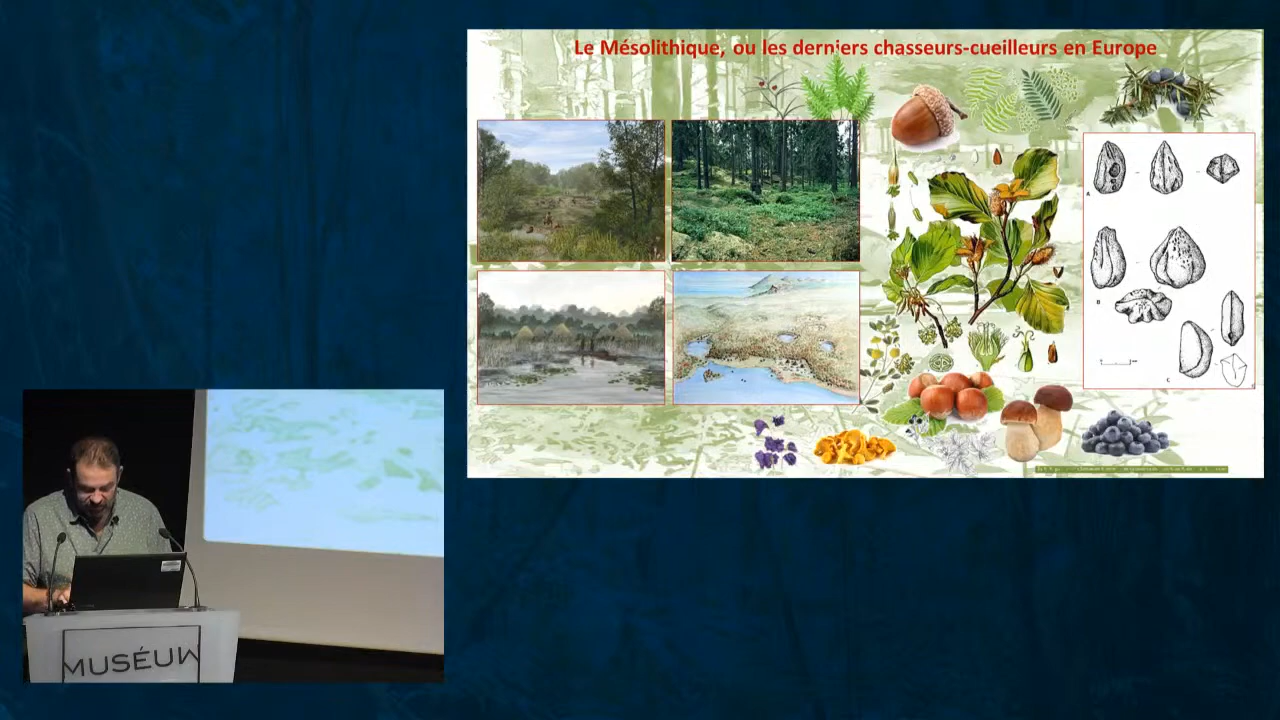 Le Mésolithique, ou les derniers chasseurs-cueilleurs en Europe
A
B
C
MUSÉUM